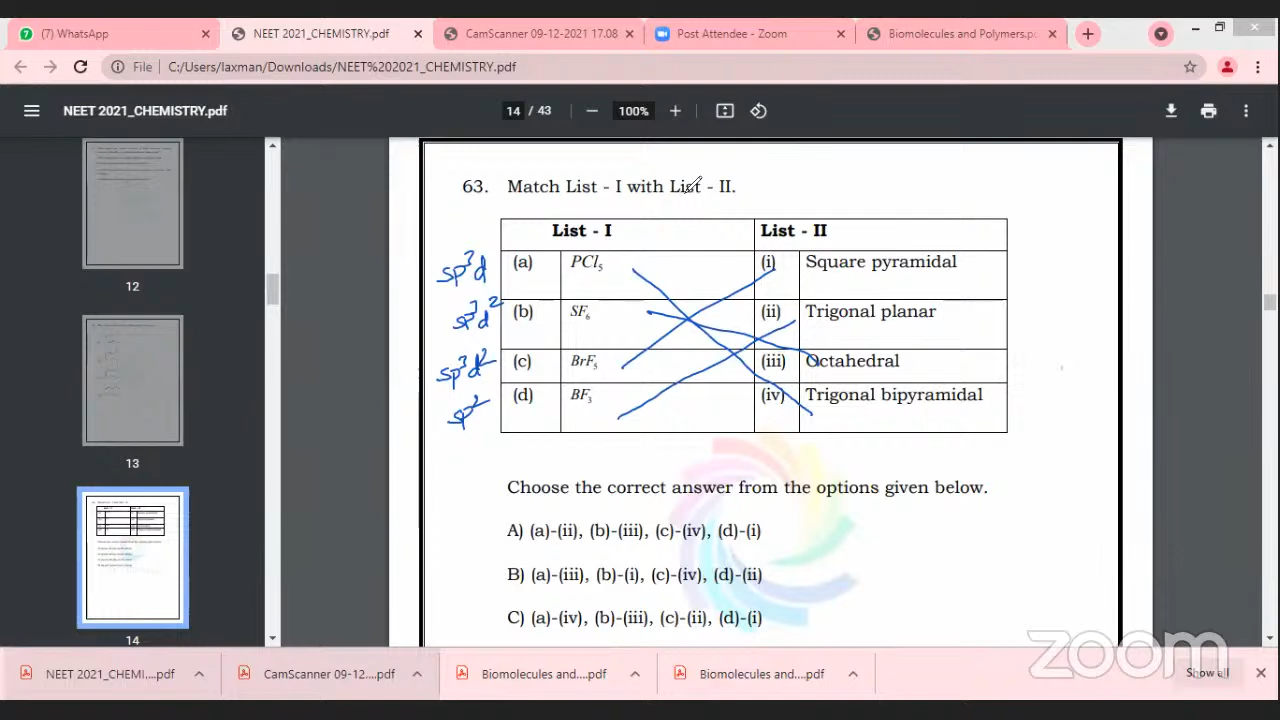 (7) WhatsApp
NEET 2021_CHEMISTRY.pdf
CamScanner 09-12-2021 17.08
Post Attendee - Zoom
Biomolecules and Polymers.pd
File
C:/Users/laxman/Downloads/NEET%202021_CHEMISTRY.pdf
NEET 2021_CHEMISTRY.pdf
14 / 43
100%
12
13
14
63. Match List - I with List - II.
List - I List - II
sp³d (a) PCl₅ (i) Square pyramidal
sp³d² (b) SF₆ (ii) Trigonal planar
sp³d² (c) BrF₅ (iii) Octahedral
sp² (d) BF₃ (iv) Trigonal bipyramidal
Choose the correct answer from the options given below.
A) (a)-(ii), (b)-(iii), (c)-(iv), (d)-(i)
B) (a)-(iii), (b)-(i), (c)-(iv), (d)-(ii)
C) (a)-(iv), (b)-(iii), (c)-(ii), (d)-(i)
zoom
NEET 2021_CHEMI....pdf
CamScanner 09-12....pdf
Biomolecules and....pdf
Biomolecules and....pdf
Show all